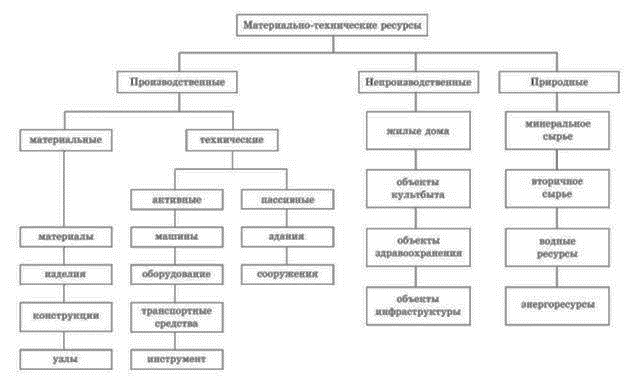 Материально-технические ресурсы
Производственные
Непроизводственные
Природные
материальные
технические
жилые дома
минеральное
сырье
активные
пассивные
объекты
культбыта
вторичное
сырье
материалы
машины
здания
объекты
здравоохранения
водные
ресурсы
изделия
оборудование
сооружения
конструкции
транспортные
средства
объекты
инфраструктуры
энергоресурсы
узлы
инструмент